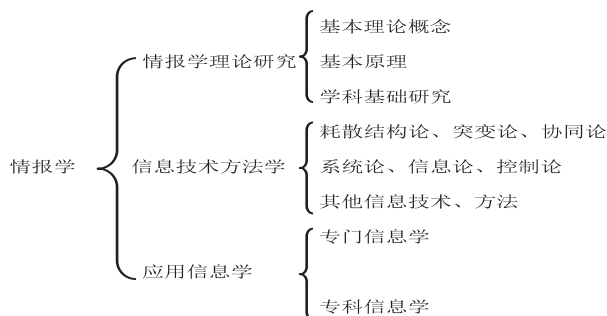 基本理论概念
情报学理论研究
基本原理
学科基础研究
耗散结构论、突变论、协同论
情报学
信息技术方法学
系统论、信息论、控制论
其他信息技术、方法
专门信息学
应用信息学
专科信息学